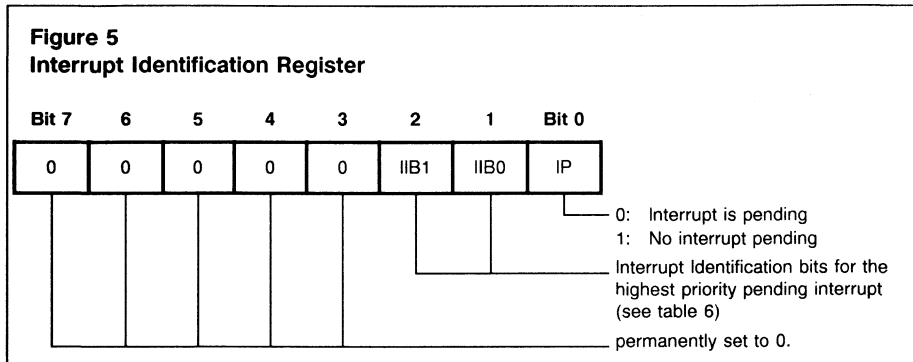 Figure 5
Interrupt Identification Register
Bit 7 6 5 4 3 2 1 Bit 0
0 0 0 0 0 IIB1 IIB0 IP
0: Interrupt is pending
1: No interrupt pending
Interrupt Identification bits for the
highest priority pending interrupt
(see table 6)
permanently set to 0.